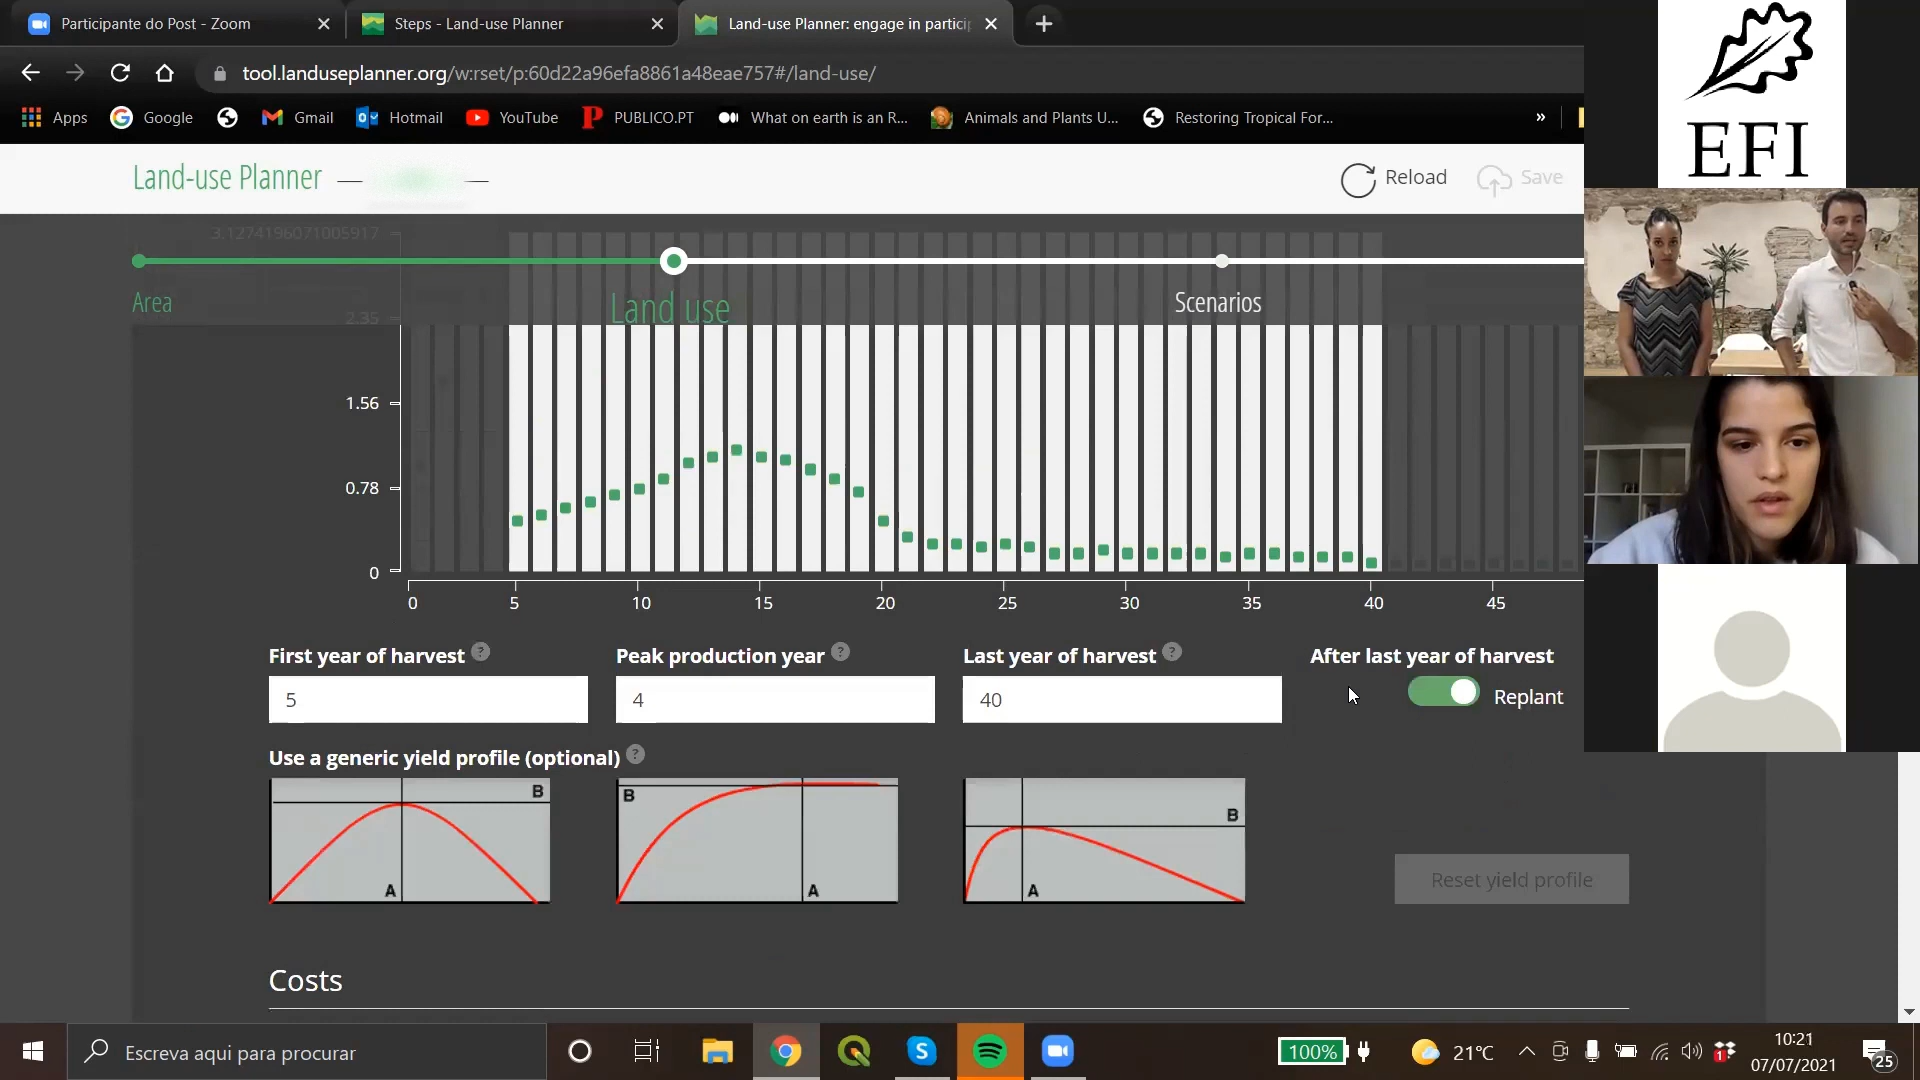 Participante do Post - Zoom
Steps - Land-use Planner
Land-use Planner: engage in partici
tool.landuseplanner.org/w:rset/p:60d22a96efa8861a48eae757#/land-use/
Apps
Google
Gmail
Hotmail
YouTube
P PUBLICO.PT
What on earth is an R...
Animals and Plants U...
Restoring Tropical For...
»
EFI
Land-use Planner
Reload
Save
3.1274196071005917
Area
Land use
Scenarios
2.35
1.56
0.78
0
0 5 10 15 20 25 30 35 40 45
First year of harvest ?
Peak production year ?
Last year of harvest ?
After last year of harvest
5
4
40
Replant
Use a generic yield profile (optional) ?
B
A
B
A
B
A
Reset yield profile
Costs
Escreva aqui para procurar
S
100%
21°C
1
10:21
07/07/2021
25